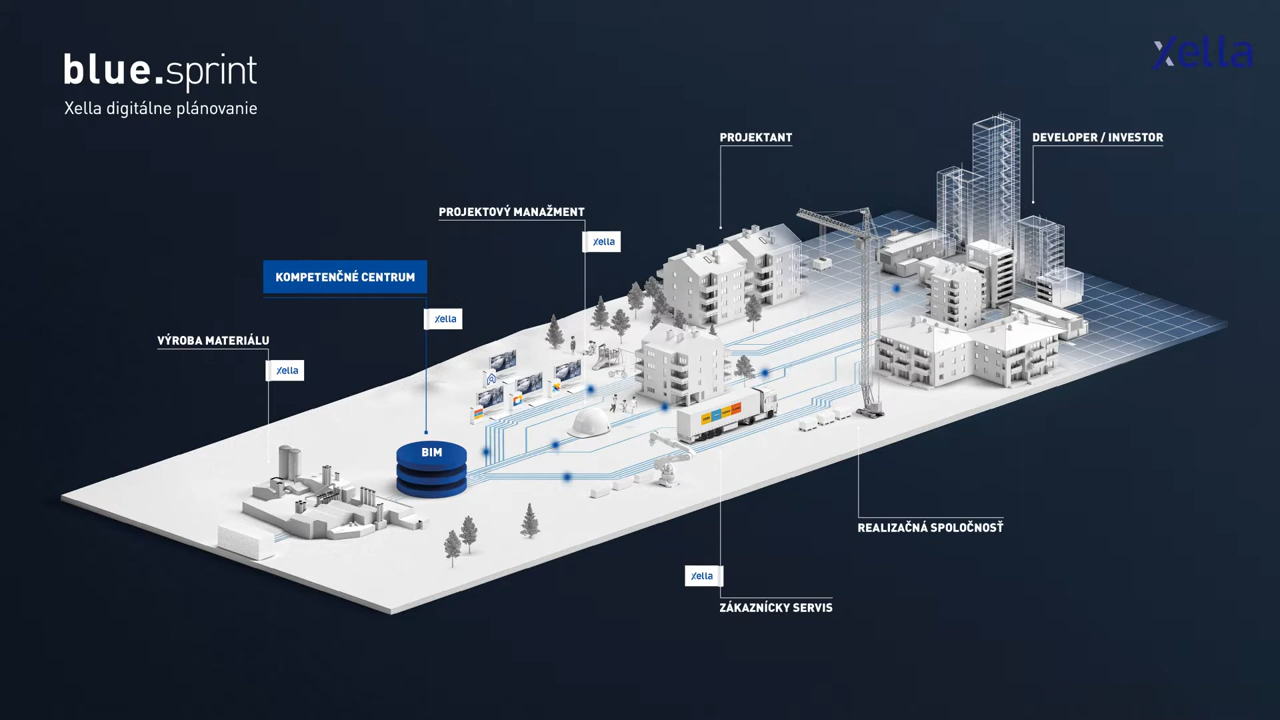 blue.sprint
Xella digitálne plánovanie
Xella
PROJEKTANT
DEVELOPER / INVESTOR
PROJEKTOVÝ MANAŽMENT
Xella
KOMPETENČNÉ CENTRUM
Xella
VÝROBA MATERIÁLU
Xella
BIM
REALIZAČNÁ SPOLOČNOSŤ
Xella
ZÁKAZNÍCKY SERVIS